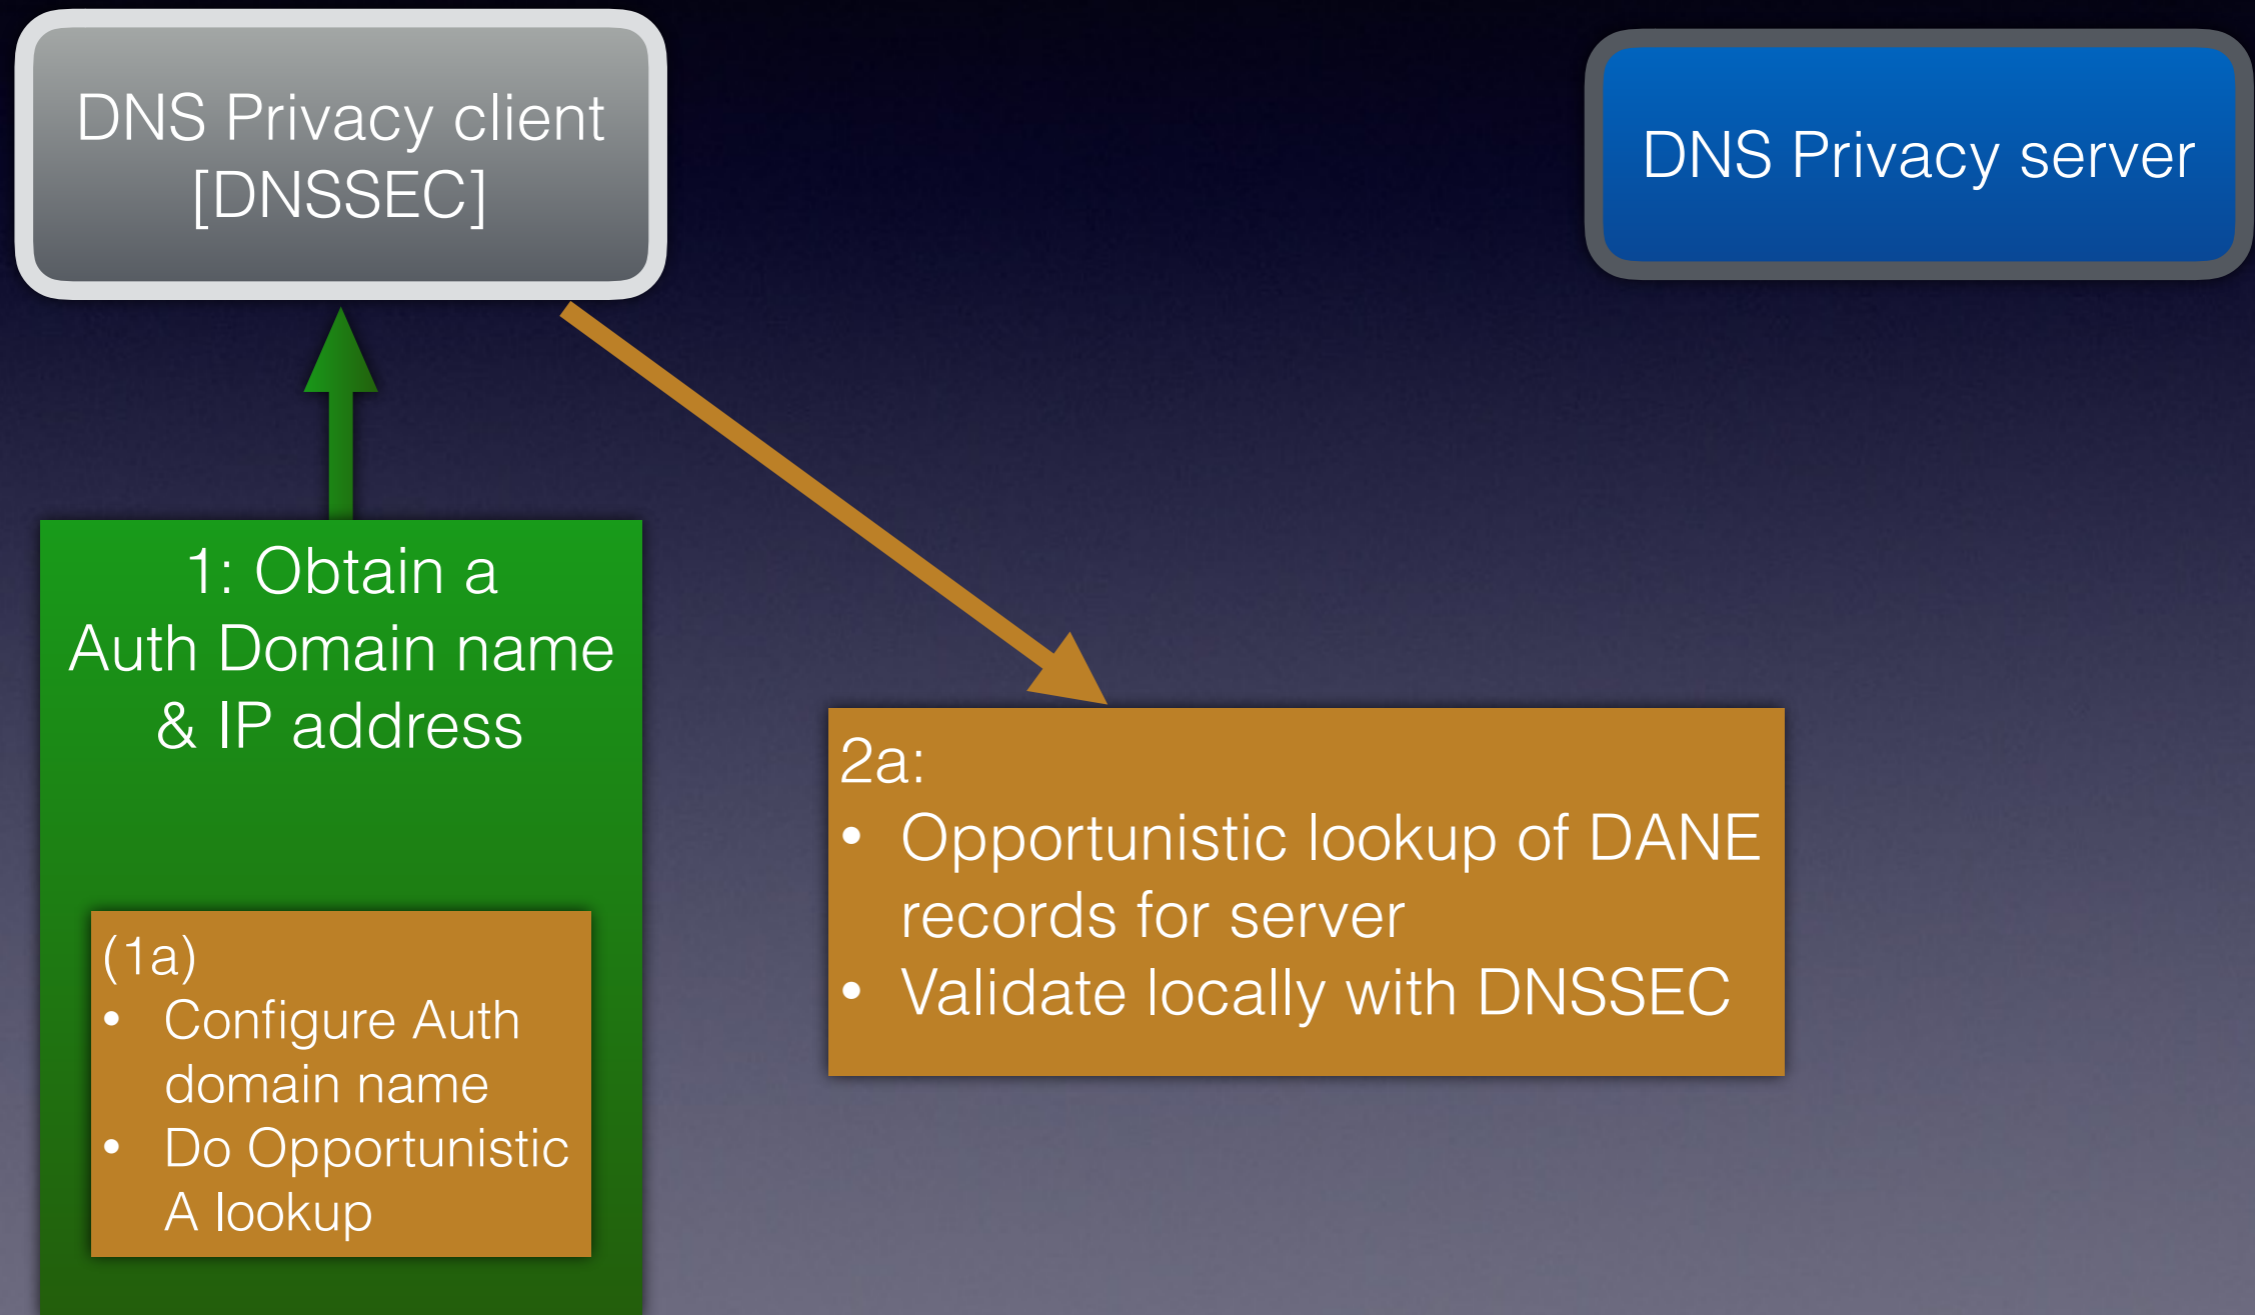 DNS Privacy client
[DNSSEC]
DNS Privacy server
1: Obtain a
Auth Domain name
& IP address
(1a)
• Configure Auth
domain name
• Do Opportunistic
A lookup
2a:
• Opportunistic lookup of DANE
records for server
• Validate locally with DNSSEC